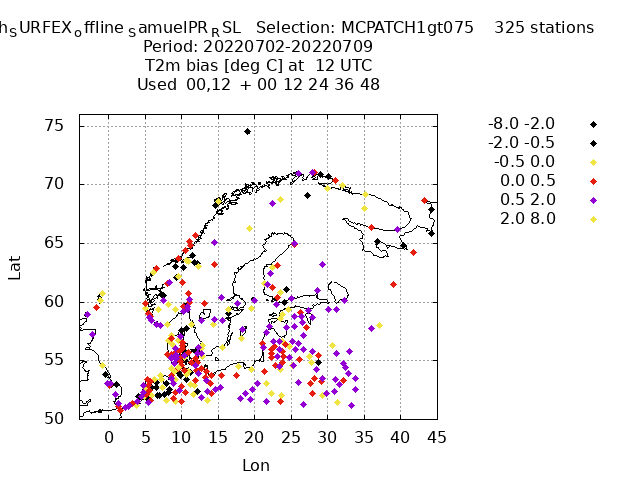 hSURFEXoffline SamuelPRRSL   Selection: MCPATCH1gt075    325 stations
Period: 20220702-20220709
T2m bias [deg C] at  12 UTC
Used  00,12  + 00 12 24 36 48
-8.0 -2.0
-2.0 -0.5
-0.5 0.0
0.0 0.5
0.5 2.0
2.0 8.0
75
70
65
60
55
50
Lat
0 5 10 15 20 25 30 35 40 45
Lon